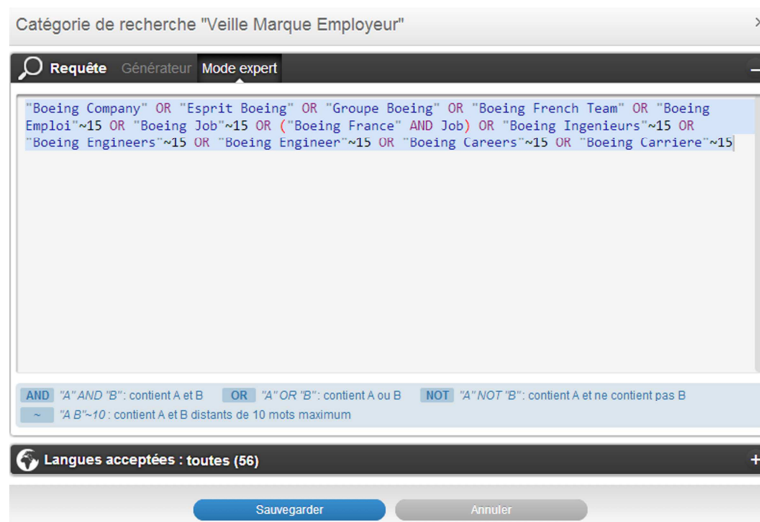 Catégorie de recherche "Veille Marque Employeur"
Requête Générateur Mode expert
"Boeing Company" OR "Esprit Boeing" OR "Groupe Boeing" OR "Boeing French Team" OR "Boeing
Emploi"~15 OR "Boeing Job"~15 OR ("Boeing France" AND Job) OR "Boeing Ingenieurs"~15 OR
"Boeing Engineers"~15 OR "Boeing Engineer"~15 OR "Boeing Careers"~15 OR "Boeing Carriere"~15
AND "A" AND "B" : contient A et B OR "A" OR "B" : contient A ou B NOT "A" NOT "B" : contient A et ne contient pas B
~ "A B"~10 : contient A et B distants de 10 mots maximum
Langues acceptées : toutes (56)
Sauvegarder Annuler